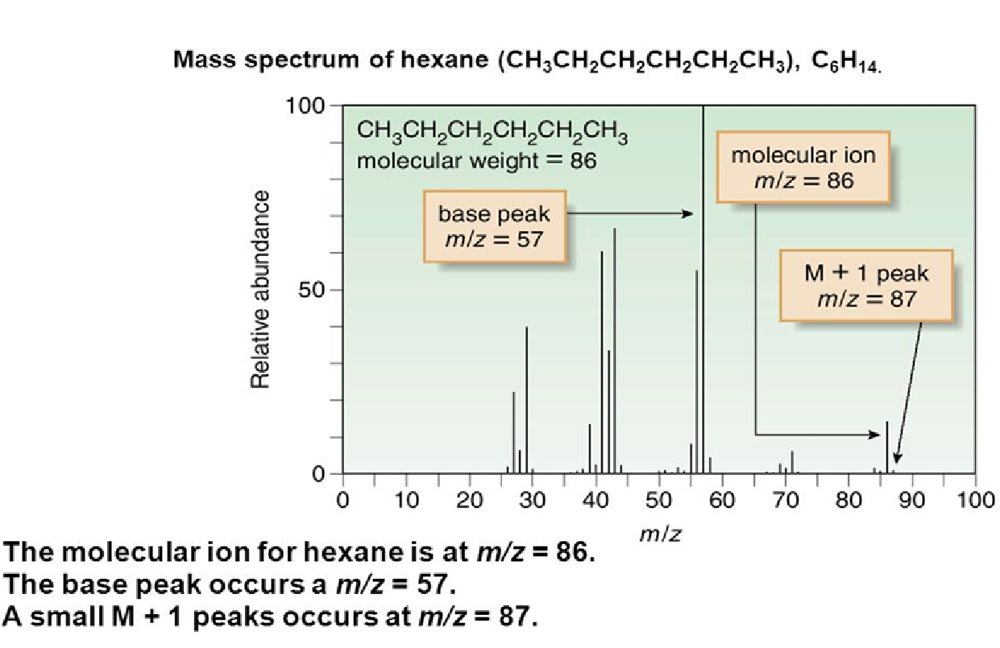 Mass spectrum of hexane (CH₃CH₂CH₂CH₂CH₂CH₃), C₆H₁₄.
100
CH₃CH₂CH₂CH₂CH₂CH₃
molecular weight = 86
molecular ion
m/z = 86
base peak
m/z = 57
M + 1 peak
m/z = 87
Relative abundance
50
0
0 10 20 30 40 50 60 70 80 90 100
m/z
The molecular ion for hexane is at m/z = 86.
The base peak occurs a m/z = 57.
A small M + 1 peaks occurs at m/z = 87.